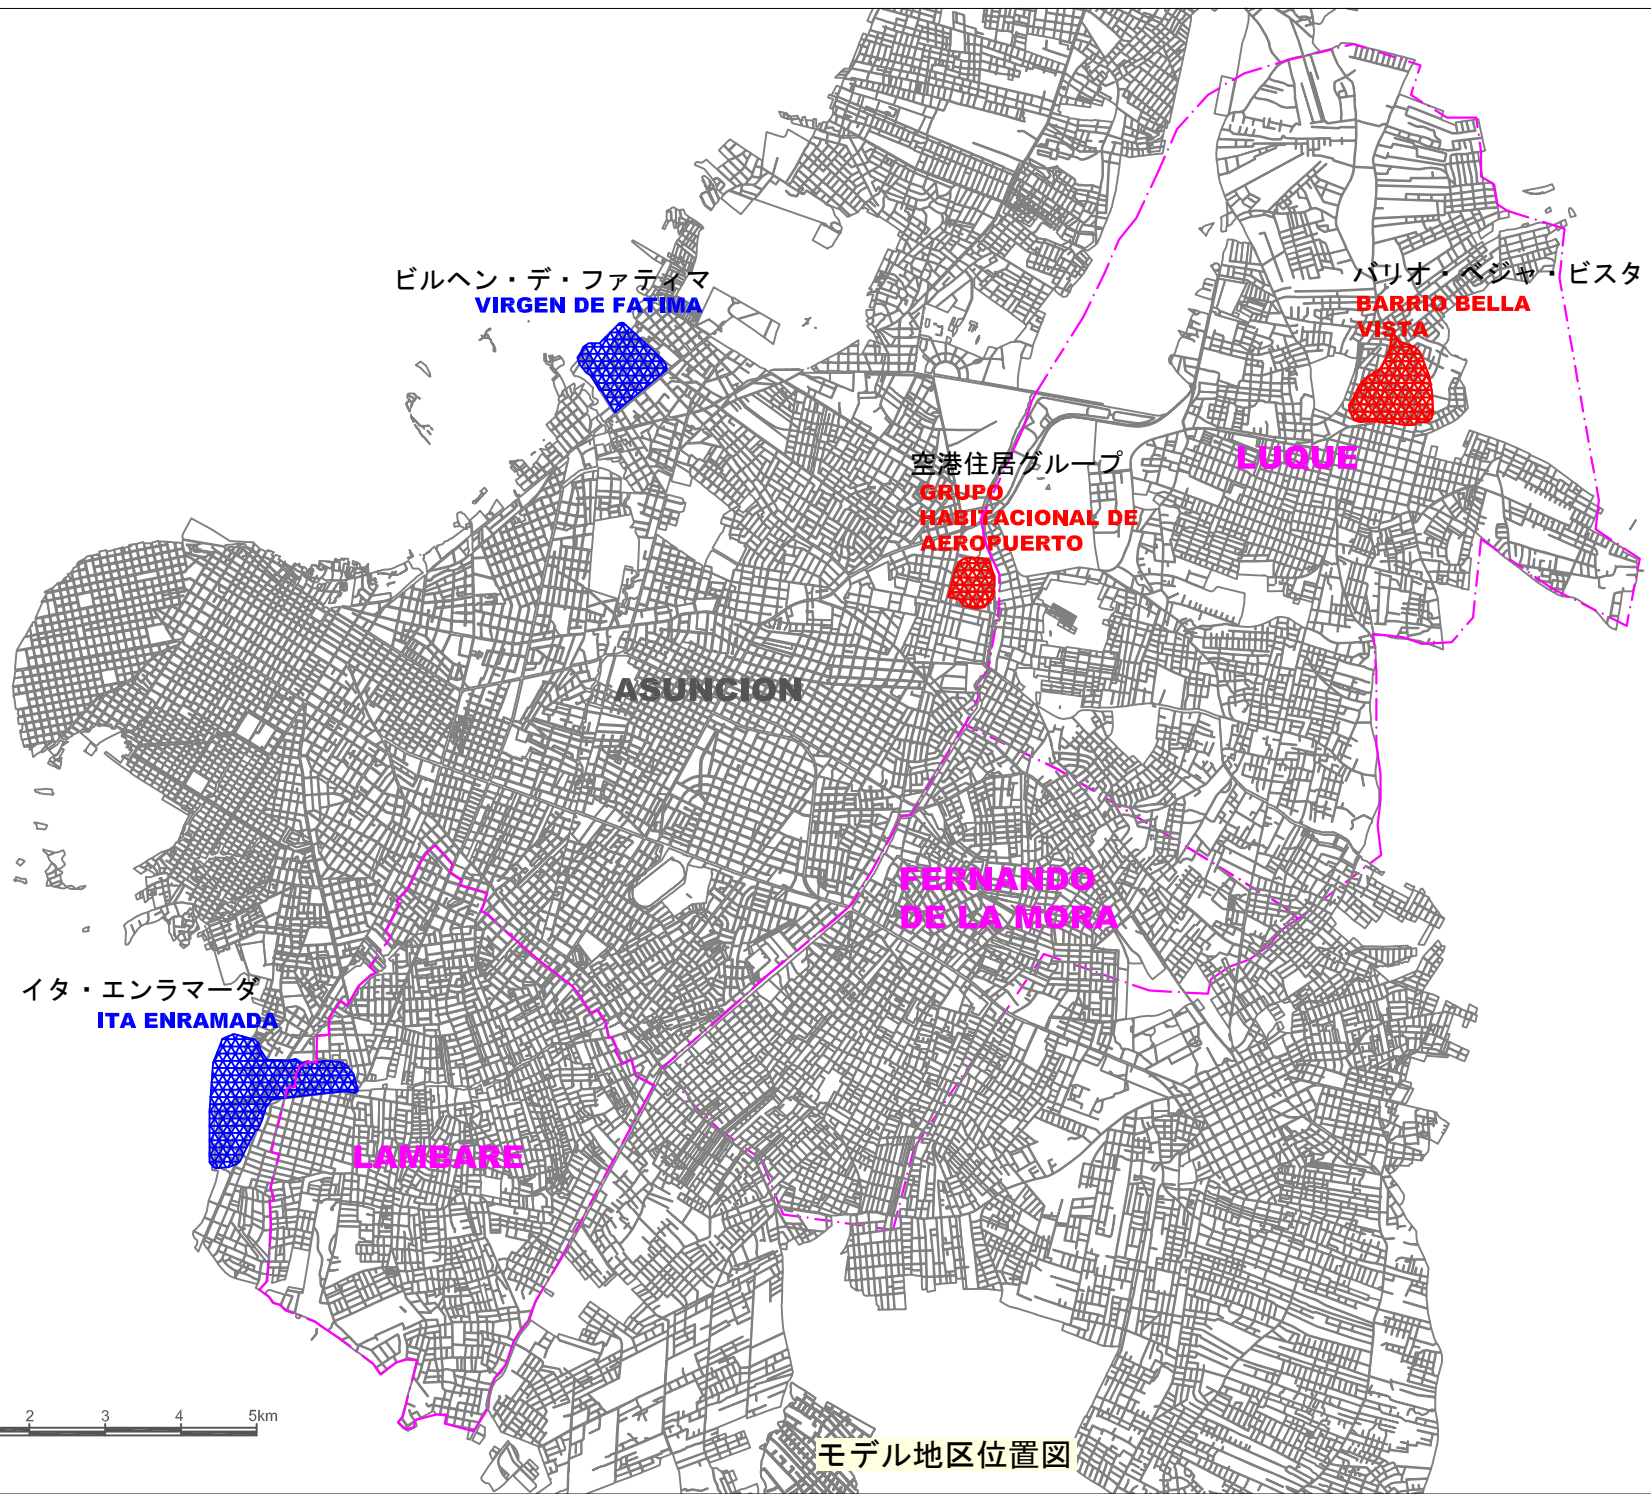 ビルヘン・デ・ファティマ
VIRGEN DE FATIMA
バリオ・ベジャ・ビスタ
BARRIO BELLA
VISTA
LUQUE
空港住居グループ
GRUPO
HABITACIONAL DE
AEROPUERTO
ASUNCION
FERNANDO
DE LA MORA
イタ・エンラマーダ
ITA ENRAMADA
LAMBARE
2 3 4 5km
モデル地区位置図